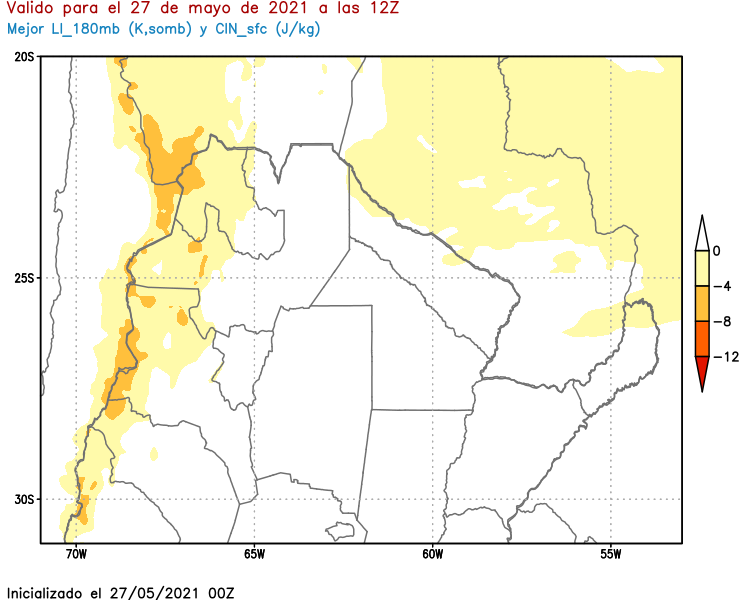 Valido para el 27 de mayo de 2021 a las 12Z
Mejor LI_180mb (K,somb) y CIN_sfc (J/kg)
20S
25S
30S
70W
65W
60W
55W
0
−4
−8
−12
Inicializado el 27/05/2021 00Z